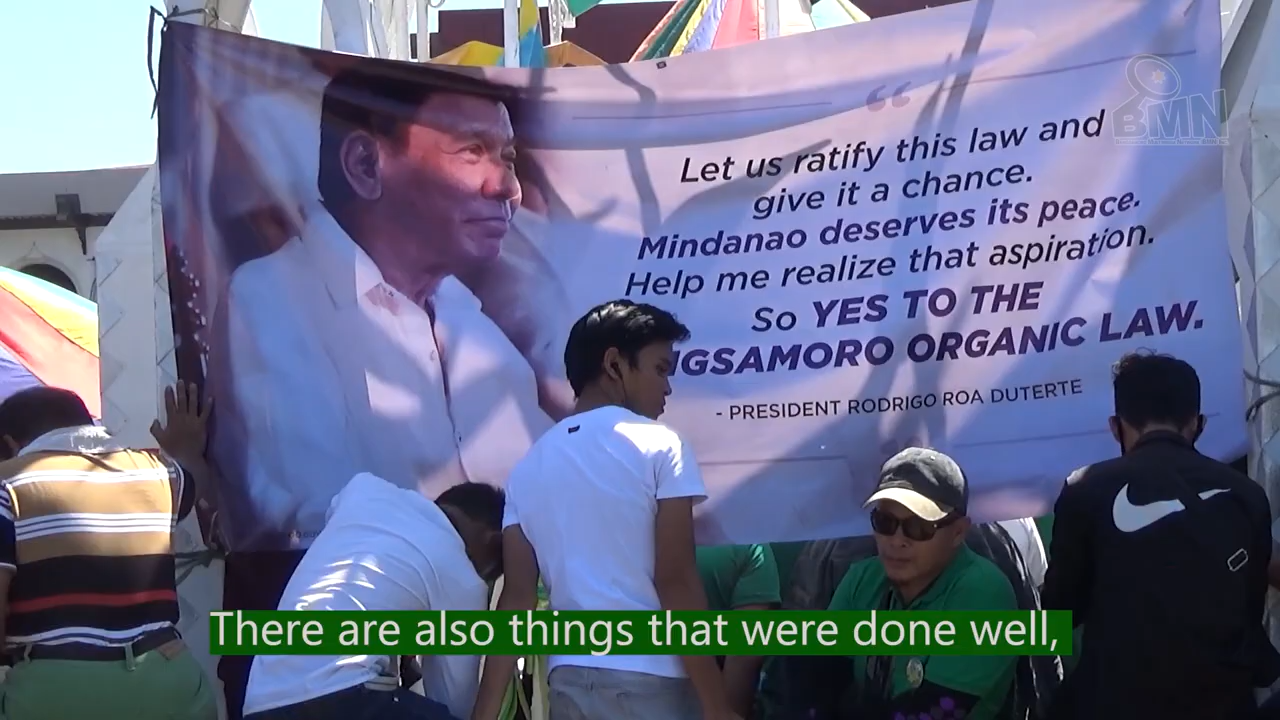 “
Let us ratify this law and
give it a chance.
Mindanao deserves its peace.
Help me realize that aspiration.
So YES TO THE
NGSAMORO ORGANIC LAW.
- PRESIDENT RODRIGO ROA DUTERTE
BMN
There are also things that were done well,